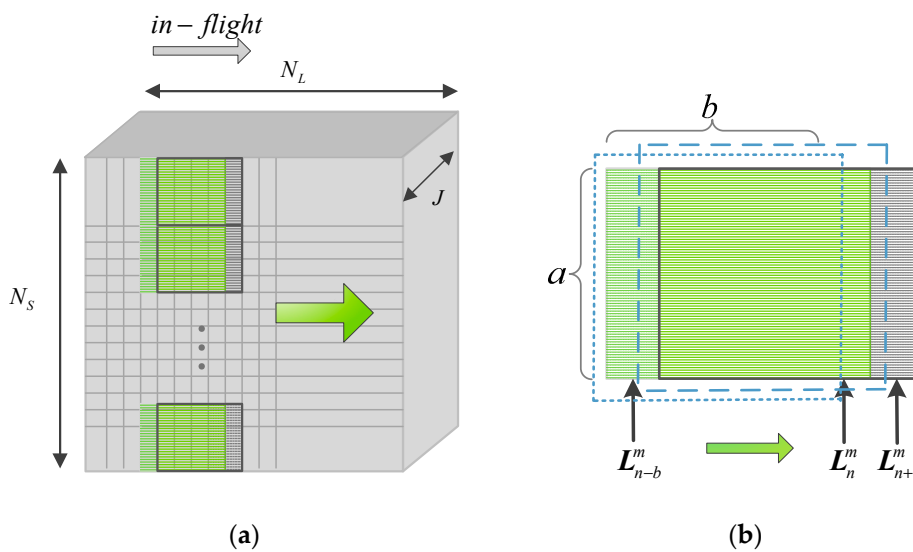 in − flight
N_L
J
N_S
b
a
L^m_{n−b}
L^m_n
L^m_{n+}
(a)
(b)